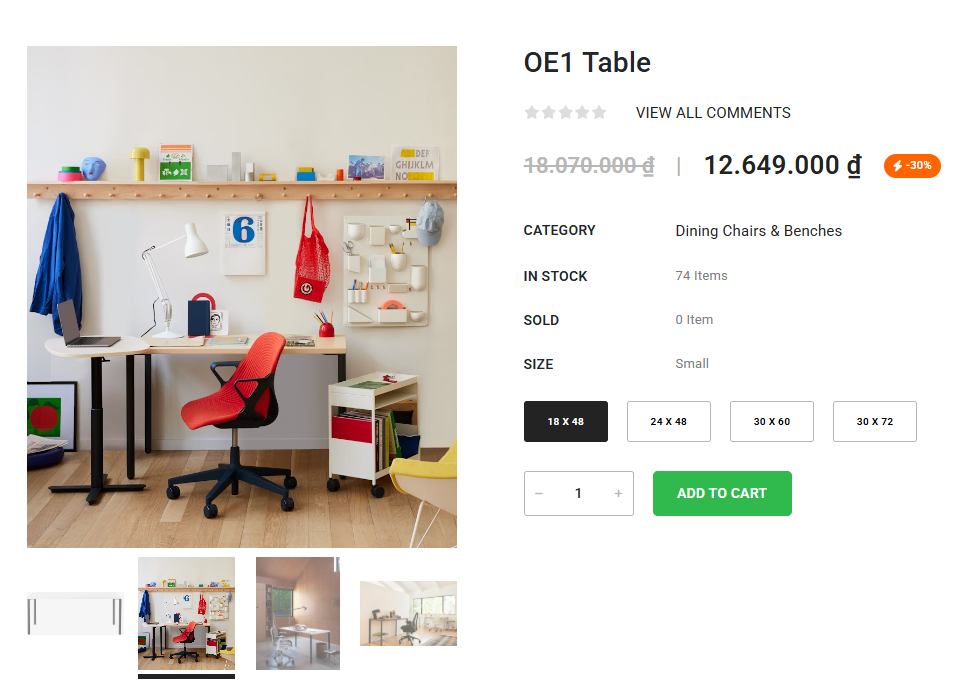 OE1 Table
VIEW ALL COMMENTS
18.070.000 ₫ | 12.649.000 ₫ -30%
CATEGORY Dining Chairs & Benches
IN STOCK 74 Items
SOLD 0 Item
SIZE Small
18 X 48 24 X 48 30 X 60 30 X 72
− 1 + ADD TO CART
DEF
GHIJKLM
NO
6